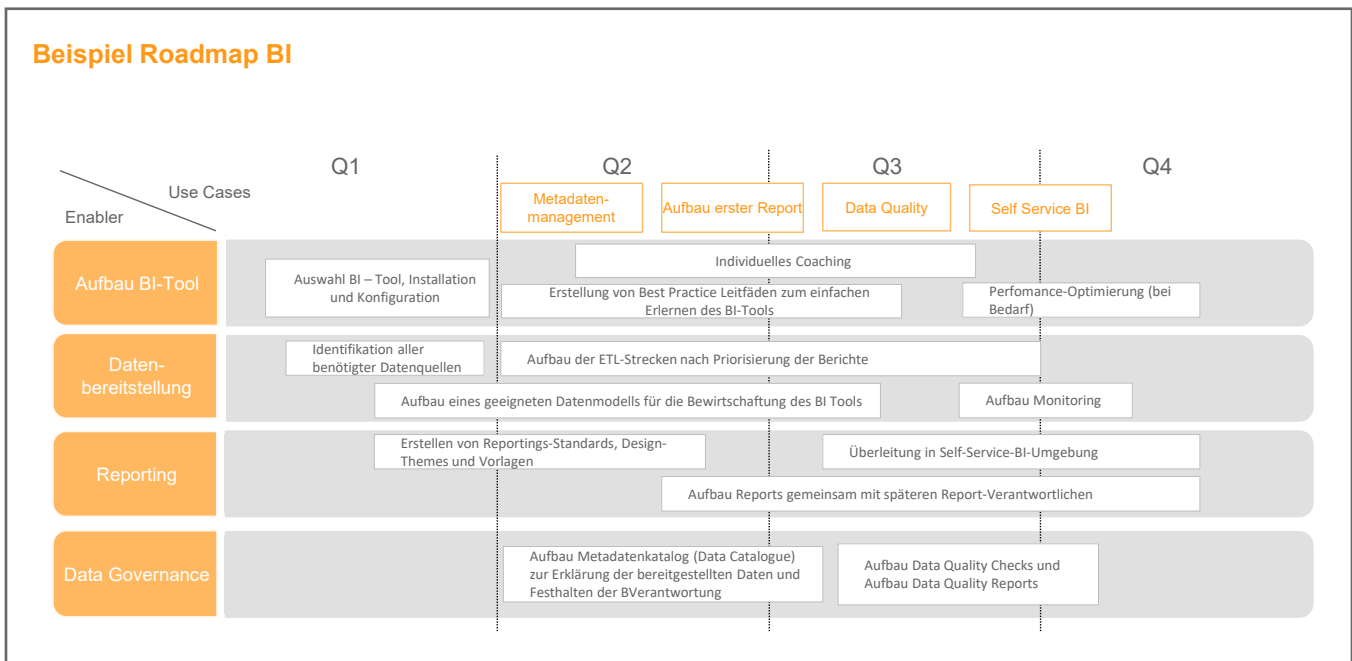 Beispiel Roadmap BI
Q1
Q2
Q3
Q4
Use Cases
Enabler
Metadaten-
management
Aufbau erster Report
Data Quality
Self Service BI
Aufbau BI-Tool
Auswahl BI – Tool, Installation
und Konfiguration
Individuelles Coaching
Erstellung von Best Practice Leitfäden zum einfachen
Erlernen des BI-Tools
Perfomance-Optimierung (bei
Bedarf)
Daten-
bereitstellung
Identifikation aller
benötigter Datenquellen
Aufbau der ETL-Strecken nach Priorisierung der Berichte
Aufbau eines geeigneten Datenmodells für die Bewirtschaftung des BI Tools
Aufbau Monitoring
Reporting
Erstellen von Reportings-Standards, Design-
Themes und Vorlagen
Überleitung in Self-Service-BI-Umgebung
Aufbau Reports gemeinsam mit späteren Report-Verantwortlichen
Data Governance
Aufbau Metadatenkatalog (Data Catalogue)
zur Erklärung der bereitgestellten Daten und
Festhalten der BVerantwortung
Aufbau Data Quality Checks und
Aufbau Data Quality Reports